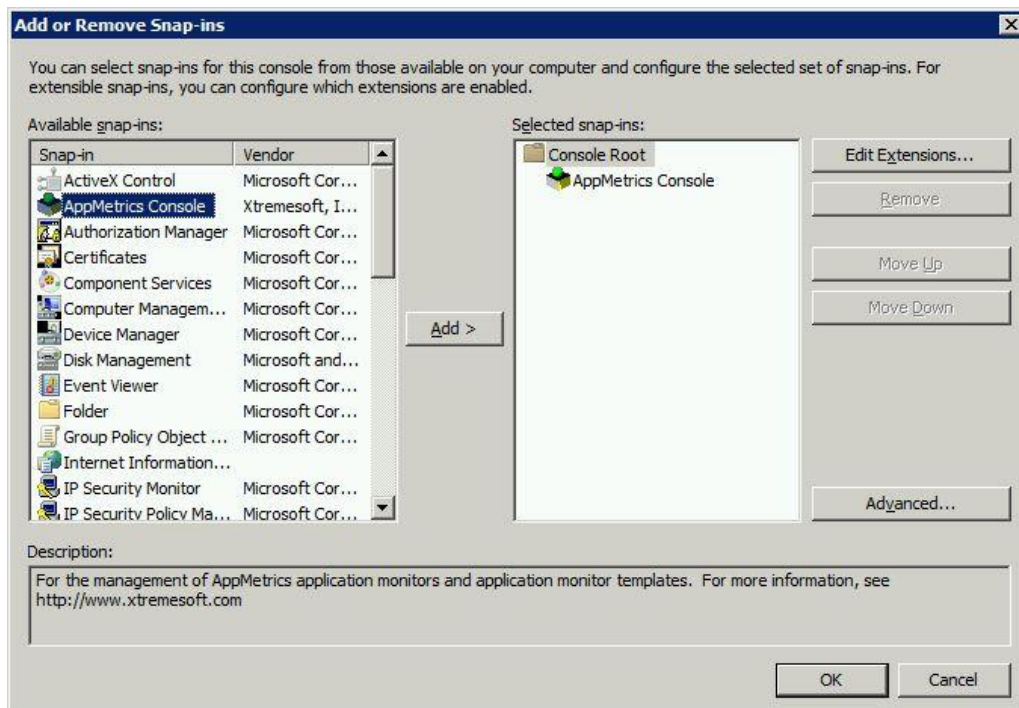 Add or Remove Snap-ins
You can select snap-ins for this console from those available on your computer and configure the selected set of snap-ins. For
extensible snap-ins, you can configure which extensions are enabled.
Available snap-ins:
Snap-in Vendor
ActiveX Control Microsoft Cor...
AppMetrics Console Xtremesoft, I...
Authorization Manager Microsoft Cor...
Certificates Microsoft Cor...
Component Services Microsoft Cor...
Computer Managem... Microsoft Cor...
Device Manager Microsoft Cor...
Disk Management Microsoft and...
Event Viewer Microsoft Cor...
Folder Microsoft Cor...
Group Policy Object ... Microsoft Cor...
Internet Information...
IP Security Monitor Microsoft Cor...
IP Security Policy Ma... Microsoft Cor...
Add >
Selected snap-ins:
Console Root
AppMetrics Console
Edit Extensions...
Remove
Move Up
Move Down
Advanced...
Description:
For the management of AppMetrics application monitors and application monitor templates. For more information, see
http://www.xtremesoft.com
OK
Cancel